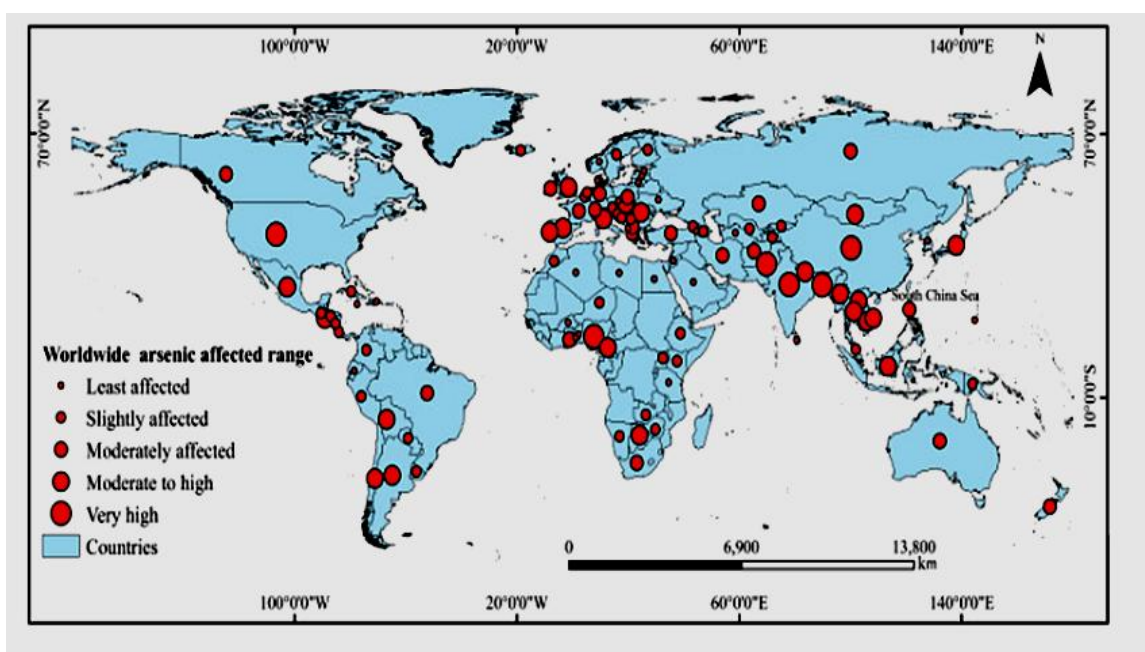 100°0'0"W 20°0'0"W 60°0'0"E 140°0'0"E
N
70°0'0"N
70°0'0"N
South China Sea
Worldwide arsenic affected range
Least affected
Slightly affected
Moderately affected
Moderate to high
Very high
Countries
10°0'0"S
0 6,900 13,800
km
100°0'0"W 20°0'0"W 60°0'0"E 140°0'0"E